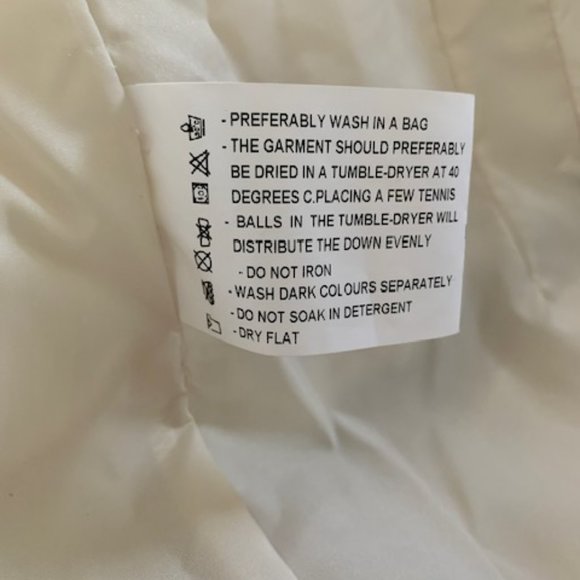 - PREFERABLY WASH IN A BAG
- THE GARMENT SHOULD PREFERABLY
BE DRIED IN A TUMBLE-DRYER AT 40
DEGREES C.PLACING A FEW TENNIS
- BALLS IN THE TUMBLE-DRYER WILL
DISTRIBUTE THE DOWN EVENLY
- DO NOT IRON
- WASH DARK COLOURS SEPARATELY
- DO NOT SOAK IN DETERGENT
- DRY FLAT